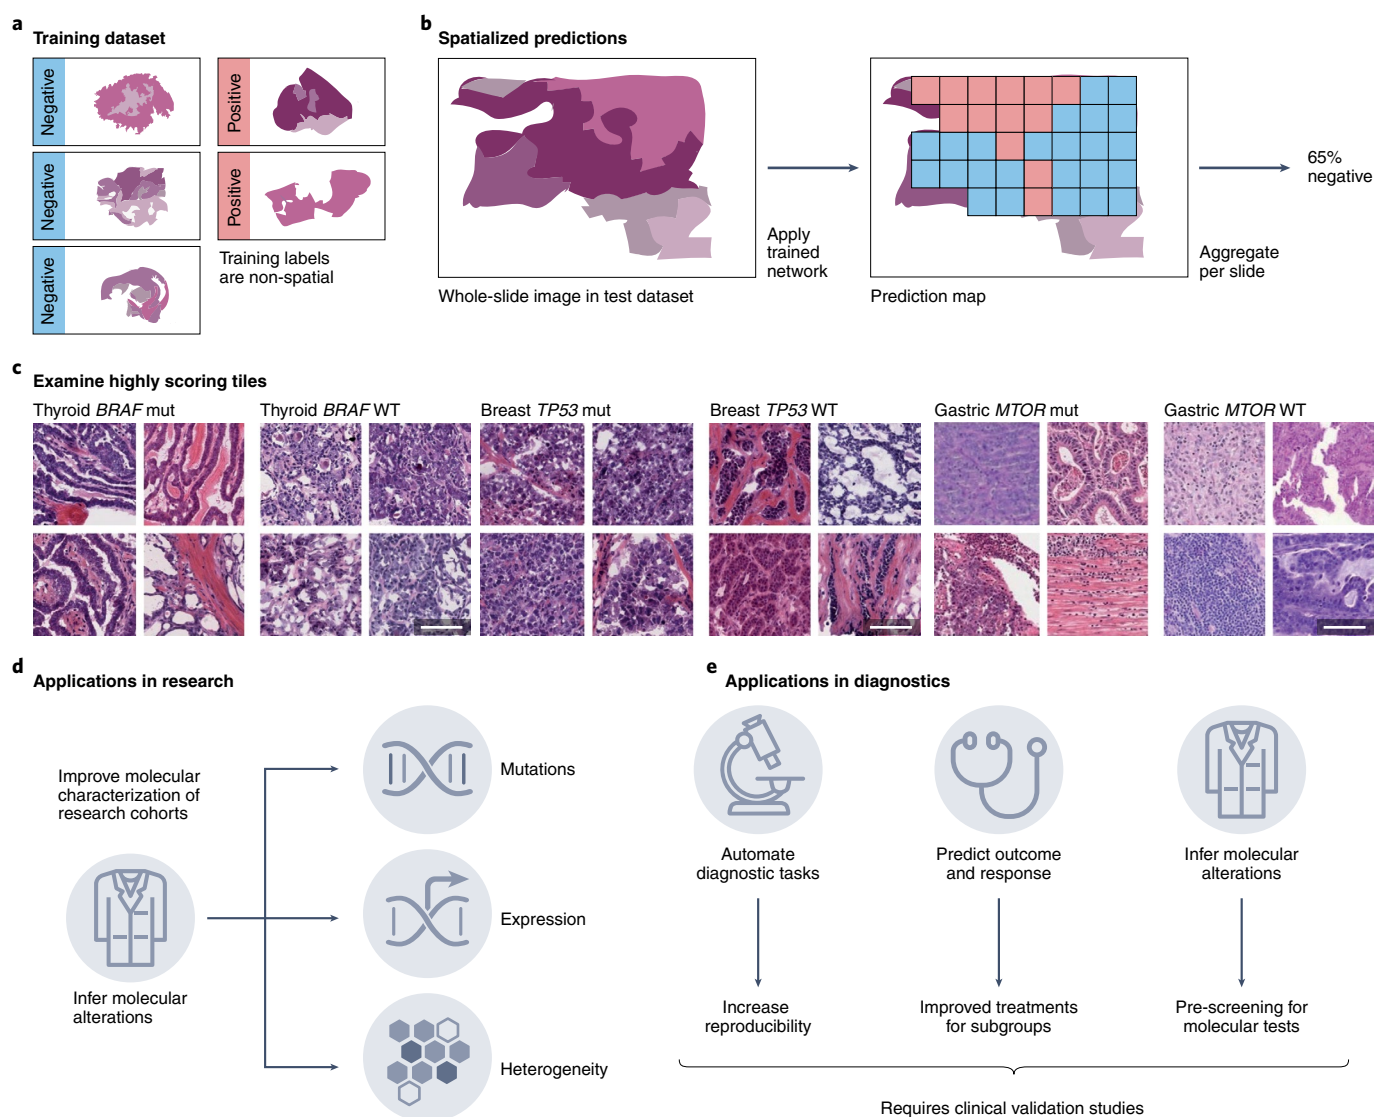 a
Training dataset
Negative
Positive
Negative
Positive
Negative
Training labels
are non-spatial
b
Spatialized predictions
Whole-slide image in test dataset
Apply
trained
network
Prediction map
Aggregate
per slide
65%
negative
c
Examine highly scoring tiles
Thyroid BRAF mut
Thyroid BRAF WT
Breast TP53 mut
Breast TP53 WT
Gastric MTOR mut
Gastric MTOR WT
d
Applications in research
Improve molecular
characterization of
research cohorts
Infer molecular
alterations
Mutations
Expression
Heterogeneity
e
Applications in diagnostics
Automate
diagnostic tasks
Predict outcome
and response
Infer molecular
alterations
Increase
reproducibility
Improved treatments
for subgroups
Pre-screening for
molecular tests
Requires clinical validation studies